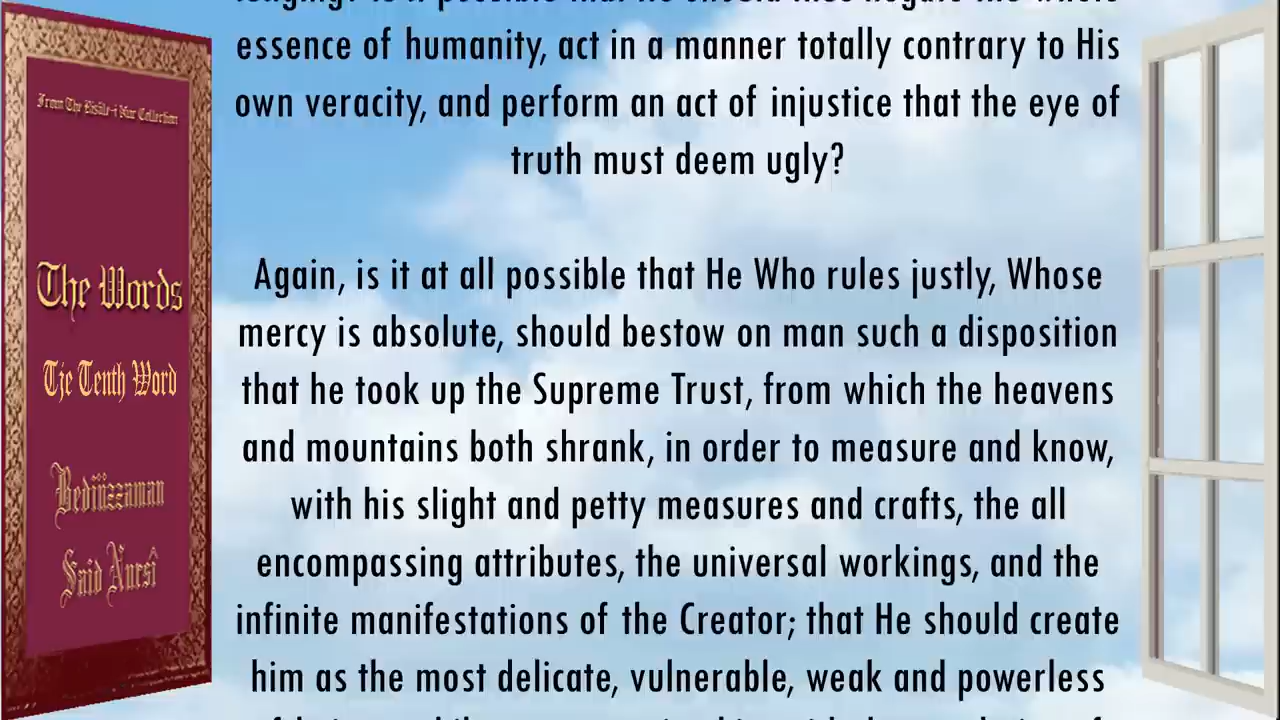 From The Risale-i Nur Collection
The Words
Tje Tenth Word
Bediüzzaman
Said Nursî
essence of humanity, act in a manner totally contrary to His
own veracity, and perform an act of injustice that the eye of
truth must deem ugly?
Again, is it at all possible that He Who rules justly, Whose
mercy is absolute, should bestow on man such a disposition
that he took up the Supreme Trust, from which the heavens
and mountains both shrank, in order to measure and know,
with his slight and petty measures and crafts, the all
encompassing attributes, the universal workings, and the
infinite manifestations of the Creator; that He should create
him as the most delicate, vulnerable, weak and powerless